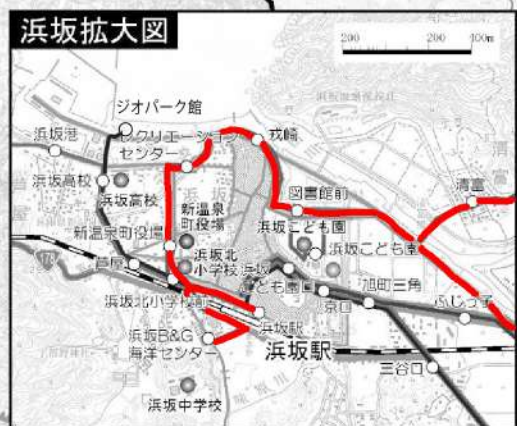 浜坂拡大図
200
200
400m
ジオパーク館
浜坂港
レクリエーション
センター
戎崎
清富
浜坂高校
浜坂高校
図書館前
新温泉
町役場
浜坂こども園
新温泉町役場
浜坂こども園
芦屋
浜坂北
小学校
浜坂
こども園口
178
浜坂北小学校前
京口
旭町三角
ふじっ子
浜坂駅
浜坂駅
浜坂B&G
海洋センター
三谷口
浜坂中学校